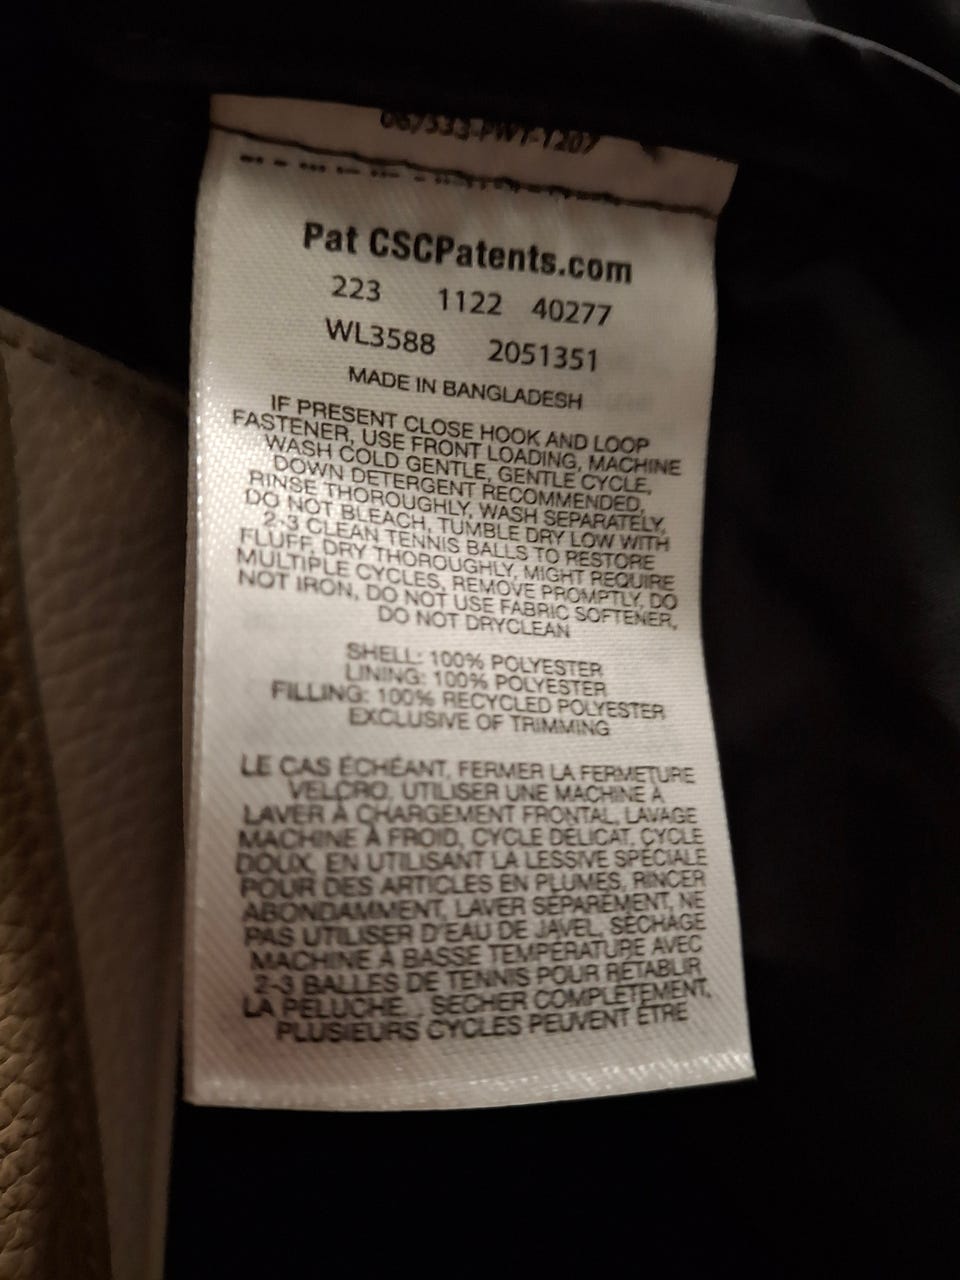 067533-PWT-1207
Pat CSCPatents.com
223 1122 40277
WL3588 2051351
MADE IN BANGLADESH
IF PRESENT CLOSE HOOK AND LOOP
FASTENER, USE FRONT LOADING, MACHINE
WASH COLD GENTLE, GENTLE CYCLE,
DOWN DETERGENT RECOMMENDED,
RINSE THOROUGHLY, WASH SEPARATELY,
DO NOT BLEACH, TUMBLE DRY LOW WITH
2-3 CLEAN TENNIS BALLS TO RESTORE
FLUFF, DRY THOROUGHLY, MIGHT REQUIRE
MULTIPLE CYCLES, REMOVE PROMPTLY, DO
NOT IRON, DO NOT USE FABRIC SOFTENER,
DO NOT DRYCLEAN
SHELL: 100% POLYESTER
LINING: 100% POLYESTER
FILLING: 100% RECYCLED POLYESTER
EXCLUSIVE OF TRIMMING
LE CAS ÉCHÉANT, FERMER LA FERMETURE
VELCRO. UTILISER UNE MACHINE À
LAVER À CHARGEMENT FRONTAL, LAVAGE
MACHINE À FROID, CYCLE DÉLICAT, CYCLE
DOUX, EN UTILISANT LA LESSIVE SPÉCIALE
POUR DES ARTICLES EN PLUMES, RINCER
ABONDAMMENT, LAVER SÉPARÉMENT, NE
PAS UTILISER D'EAU DE JAVEL, SÉCHAGE
MACHINE À BASSE TEMPÉRATURE AVEC
2-3 BALLES DE TENNIS POUR RÉTABLIR
LA PELUCHE. , SÉCHER COMPLÈTEMENT,
PLUSIEURS CYCLES PEUVENT ÊTRE